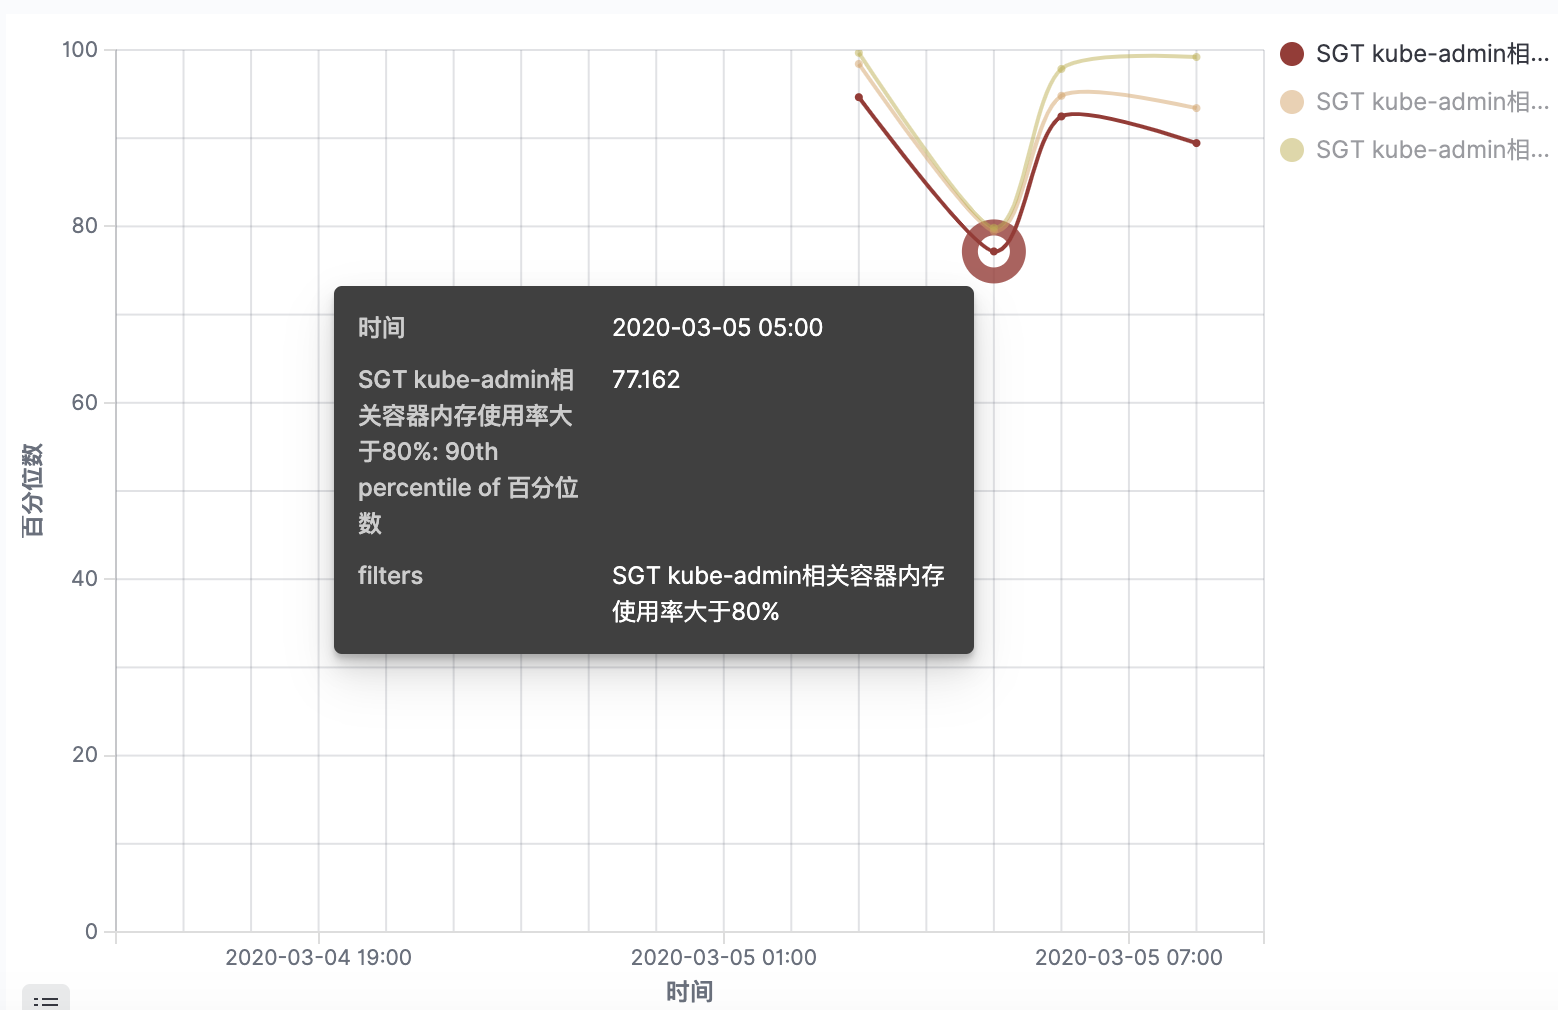 100
80
60
40
20
0
百分位数
SGT kube-admin相...
SGT kube-admin相...
SGT kube-admin相...
时间 2020-03-05 05:00
SGT kube-admin相 77.162
关容器内存使用率大
于80%: 90th
percentile of 百分位
数
filters SGT kube-admin相关容器内存
使用率大于80%
2020-03-04 19:00 2020-03-05 01:00 2020-03-05 07:00
时间